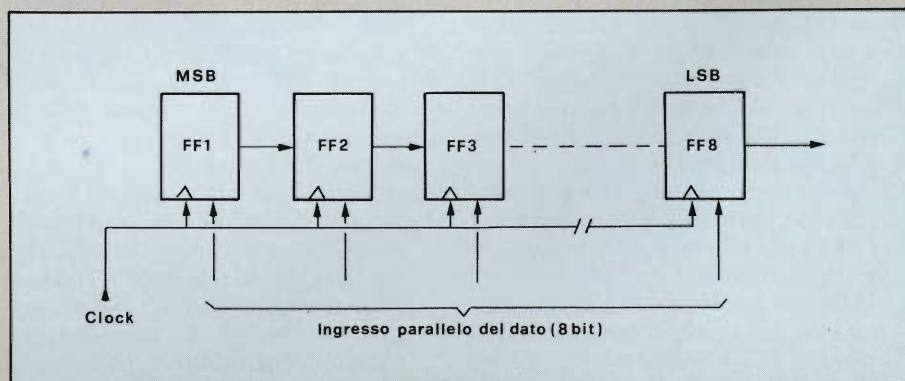 MSB
LSB
FF1
FF2
FF3
FF8
Clock
Ingresso parallelo del dato (8 bit)